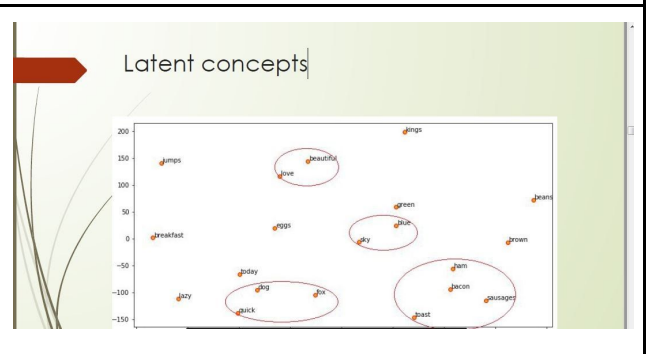 Latent concepts
200
kings
150
jumps
beautiful
love
100
beans
50
green
blue
eggs
0
breakfast
sky
brown
−50
today
ham
−100
dog
fox
bacon
lazy
sausages
quick
toast
−150